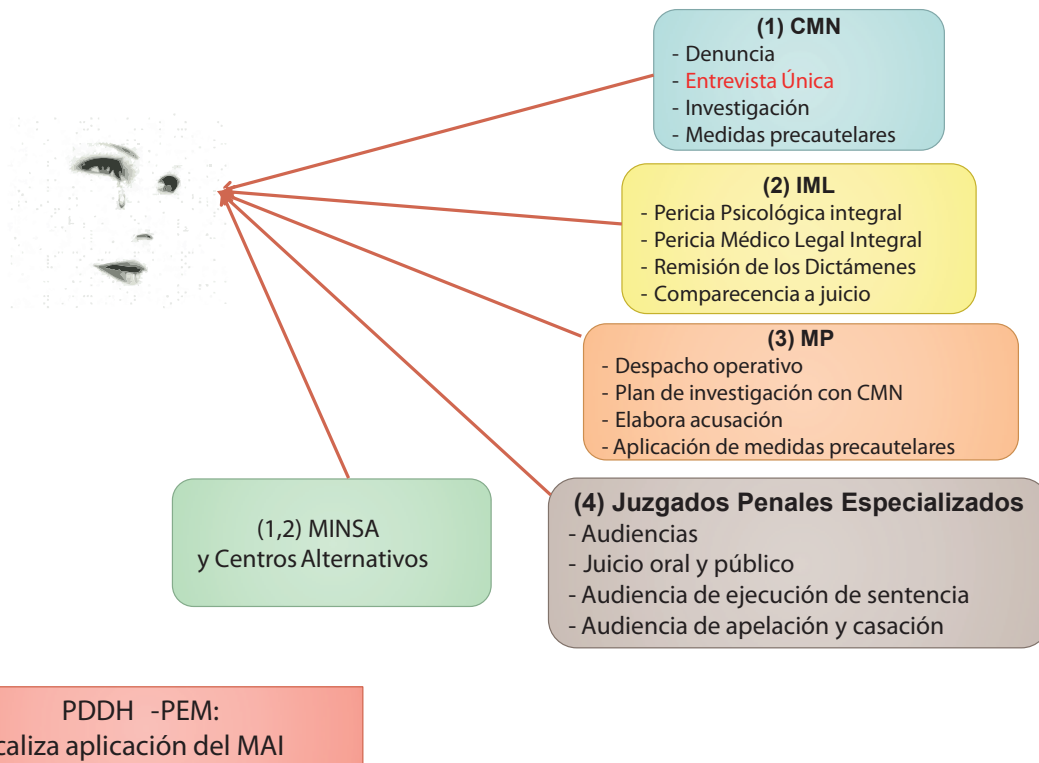 (1) CMN
- Denuncia
- Entrevista Única
- Investigación
- Medidas precautelares
(2) IML
- Pericia Psicológica integral
- Pericia Médico Legal Integral
- Remisión de los Dictámenes
- Comparecencia a juicio
(3) MP
- Despacho operativo
- Plan de investigación con CMN
- Elabora acusación
- Aplicación de medidas precautelares
(4) Juzgados Penales Especializados
- Audiencias
- Juicio oral y público
- Audiencia de ejecución de sentencia
- Audiencia de apelación y casación
(1,2) MINSA
y Centros Alternativos
PDDH -PEM:
aplicación del MAI